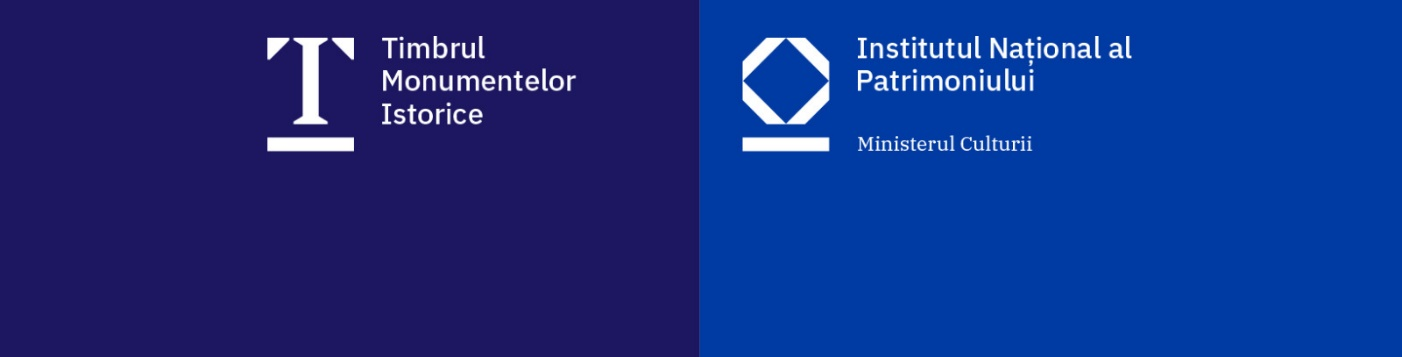 Timbrul
Monumentelor
Istorice
Institutul Național al
Patrimoniului
Ministerul Culturii